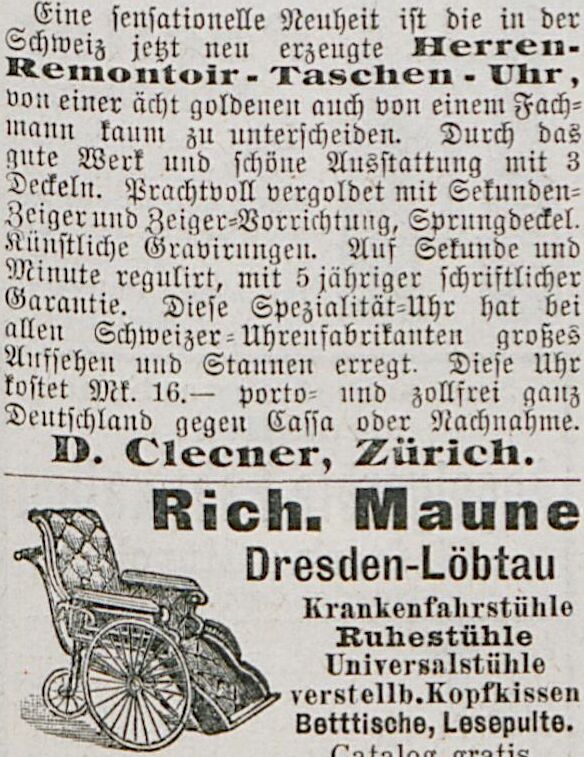 Eine sensationelle Neuheit ist die in der
Schweiz jetzt neu erzeugte Herren-
Remontoir-Taschen-Uhr,
von einer ächt goldenen auch von einem Fach-
mann kaum zu unterscheiden. Durch das
gute Werk und schöne Ausstattung mit 3
Deckeln. Prachtvoll vergoldet mit Sekunden-
Zeiger und Zeiger-Vorrichtung, Sprungdeckel.
Künstliche Gravirungen. Auf Sekunde und
Minute regulirt, mit 5 jähriger schriftlicher
Garantie. Diese Spezialität-Uhr hat bei
allen Schweizer-Uhrenfabrikanten großes
Aufsehen und Staunen erregt. Diese Uhr
kostet Mk. 16.— porto- und zollfrei ganz
Deutschland gegen Cassa oder Nachnahme.
D. Clecner, Zürich.
Rich. Maune
Dresden-Löbtau
Krankenfahrstühle
Ruhestühle
Universalstühle
verstellb. Kopfkissen
Betttische, Lesepulte.
Catalog gratis